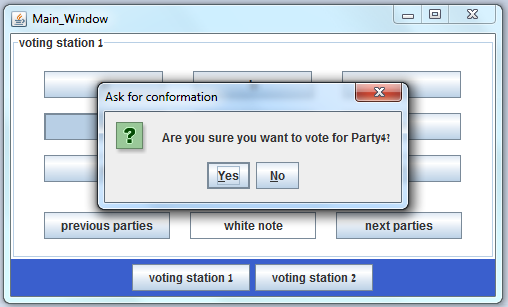 Main_Window
voting station 1
Ask for conformation
?
Are you sure you want to vote for Party4?
Yes
No
previous parties
white note
next parties
voting station 1
voting station 2